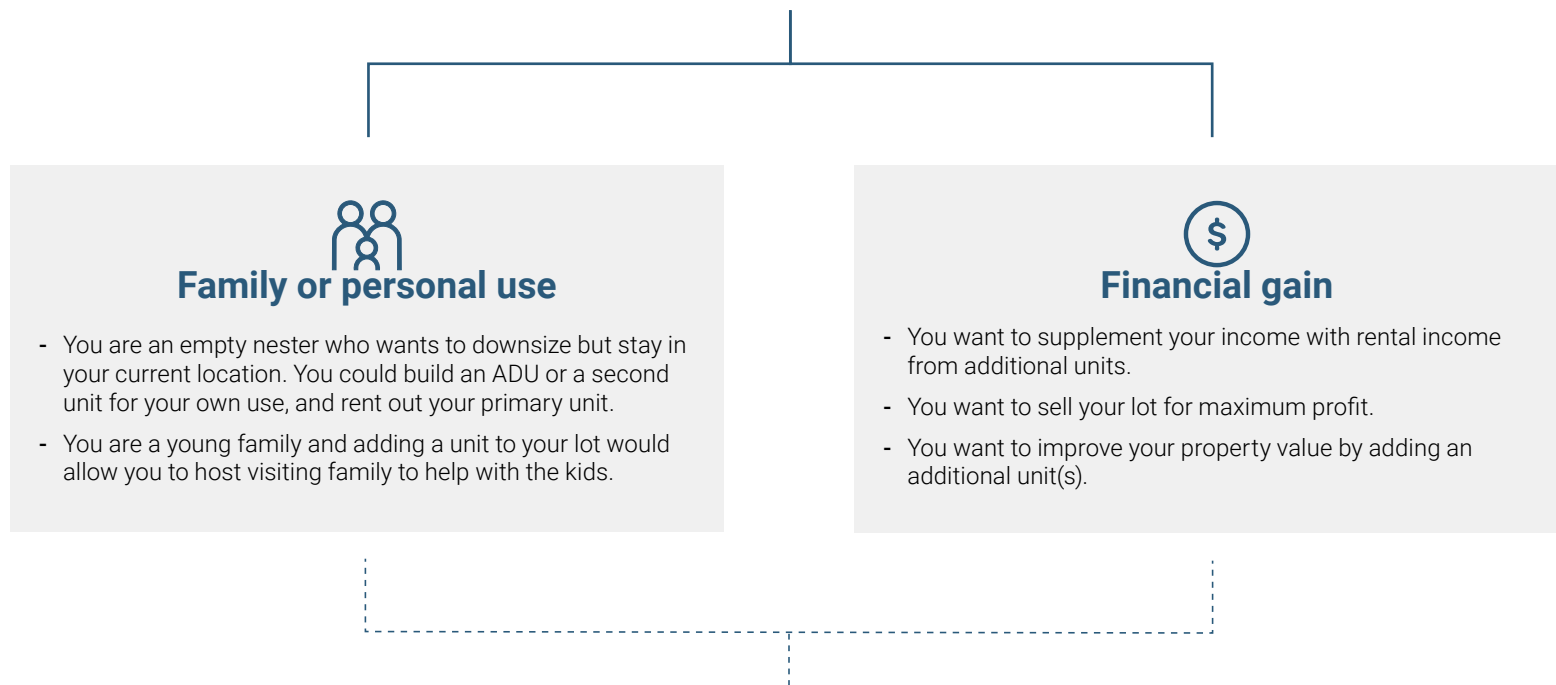 Family or personal use
- You are an empty nester who wants to downsize but stay in
your current location. You could build an ADU or a second
unit for your own use, and rent out your primary unit.
- You are a young family and adding a unit to your lot would
allow you to host visiting family to help with the kids.
$
Financial gain
- You want to supplement your income with rental income
from additional units.
- You want to sell your lot for maximum profit.
- You want to improve your property value by adding an
additional unit(s).